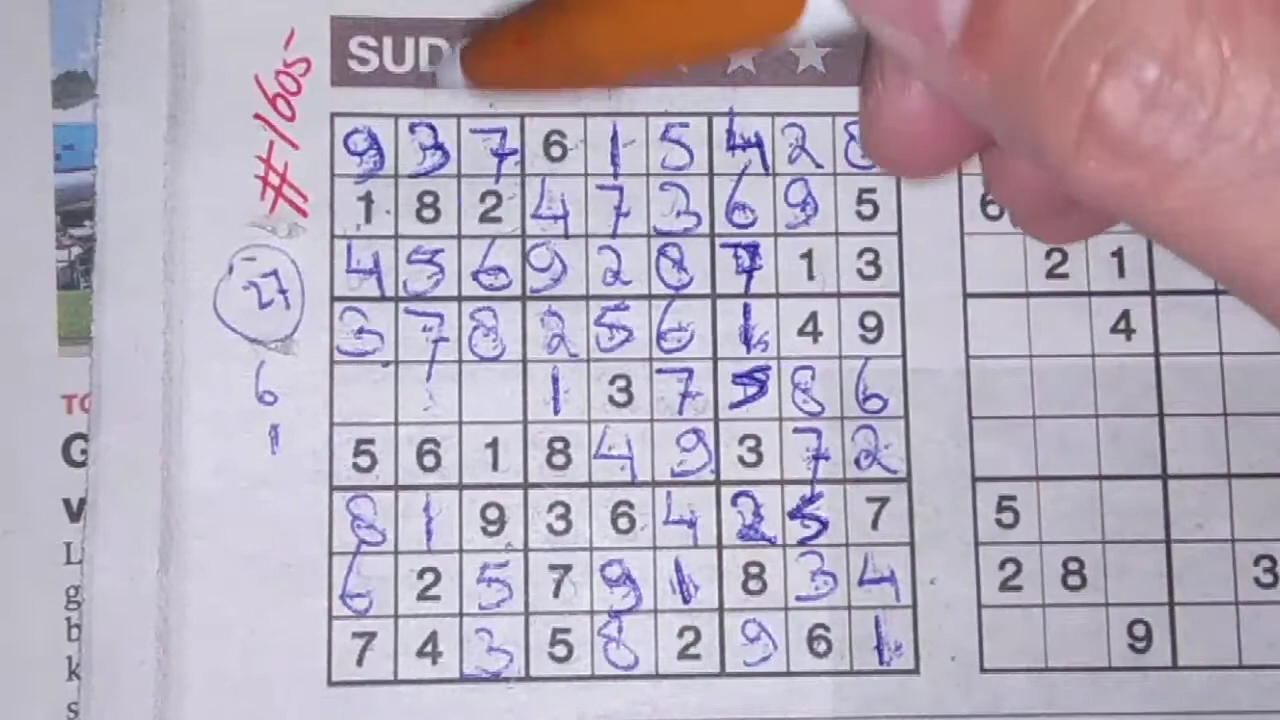 SUD
#1605
27
6
1
9 3 7 6 1 5 4 2 8
1 8 2 4 7 3 6 9 5
4 5 6 9 2 8 7 1 3
3 7 8 2 5 6 1 4 9
1 3 7 5 8 6
5 6 1 8 4 9 3 7 2
8 1 9 3 6 4 2 5 7
6 2 5 7 9 1 8 3 4
7 4 3 5 8 2 9 6 1
6
2 1
4
5
2 8 3
9
TO
G
v
L
g
b
k
s